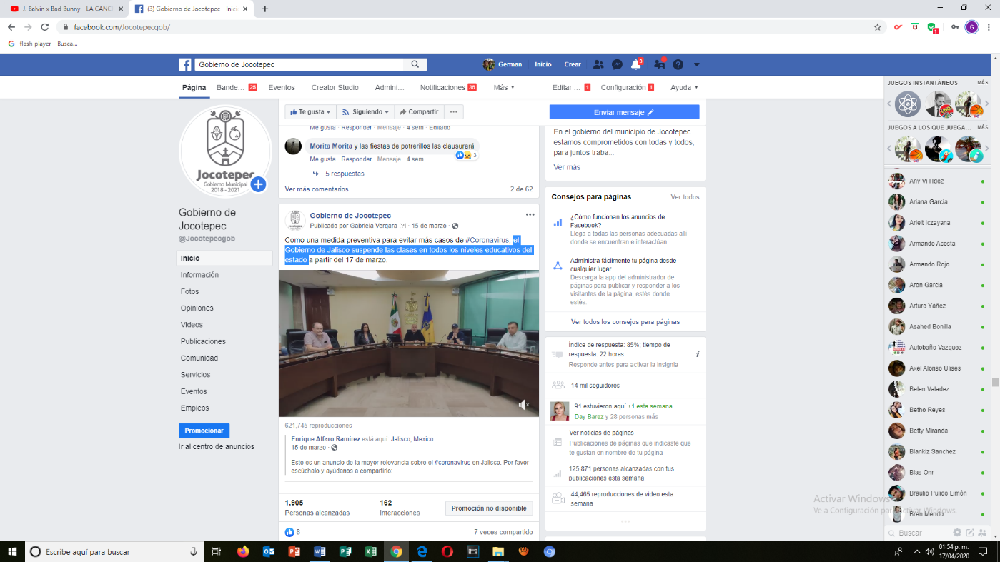 J. Balvin x Bad Bunny - LA CANCI
(3) Gobierno de Jocotepec - Inici
facebook.com/Jocotepecgob/
flash player - Busca...
Gobierno de Jocotepec
German
Inicio
Crear
3
Página
Bande... 25
Eventos
Creator Studio
Admini...
Notificaciones 36
Más
Editar ... 1
Configuración 1
Ayuda
Jocotepec
Gobierno Municipal
2018 - 2021
Gobierno de
Jocotepec
@Jocotepecgob
Inicio
Información
Fotos
Opiniones
Videos
Publicaciones
Comunidad
Servicios
Eventos
Empleos
Promocionar
Ir al centro de anuncios
Te gusta
Siguiendo
Compartir
Me gusta · Responder · Mensaje · 4 sem · Editado
Morita Morita y las fiestas de potrerillos las clausurará
3
Me gusta · Responder · Mensaje · 4 sem
5 respuestas
Ver más comentarios
2 de 62
Gobierno de Jocotepec
Publicado por Gabriela Vergara [?] · 15 de marzo ·
Como una medida preventiva para evitar más casos de #Coronavirus, el
Gobierno de Jalisco suspende las clases en todos los niveles educativos del
estado a partir del 17 de marzo.
621,745 reproducciones
Enrique Alfaro Ramírez está aquí: Jalisco, Mexico.
15 de marzo ·
Este es un anuncio de la mayor relevancia sobre el #coronavirus en Jalisco. Por favor
escúchalo y ayúdanos a compartirlo:
1,905
Personas alcanzadas
162
Interacciones
Promoción no disponible
8
7 veces compartido
Enviar mensaje
En el gobierno del municipio de Jocotepec
estamos comprometidos con todas y todos,
para juntos traba...
Ver más
Consejos para páginas
Ver todos
¿Cómo funcionan los anuncios de
Facebook?
Llega a todas las personas adecuadas allí
donde se encuentran e interactúan.
Administra fácilmente tu página desde
cualquier lugar
Descarga la app del administrador de
páginas para publicar y responder a los
visitantes de la página, estés donde
estés.
Ver todos los consejos para páginas
Índice de respuesta: 85%; tiempo de
respuesta: 22 horas
Responde antes para activar la insignia
14 mil seguidores
91 estuvieron aquí +1 esta semana
Day Barez y 28 personas más
Ver noticias de páginas
Publicaciones de páginas que indicaste que
te gustan en nombre de tu página
125,871 personas alcanzadas con tus
publicaciones esta semana
44,465 reproducciones de video esta
semana
JUEGOS INSTANTÁNEOS
MÁS
JUEGOS A LOS QUE JUEGA...
MÁS
Any Vi Hdez
Ariana Garcia
Arlelt Iczayana
Armando Acosta
Armando Rojo
Aron Garcia
Arturo Yáñez
Asahed Bonilla
Autobaño Vazquez
Axel Alonso Ulises
Belen Valadez
Betho Reyes
Betty Miranda
Blankiz Sanchez
Blas Onr
Braulio Pulido Limón
Bren Mendo
Activar Windows
Ve a Configuración para activar Windows.
Buscar
Escribe aquí para buscar
01:54 p. m.
17/04/2020